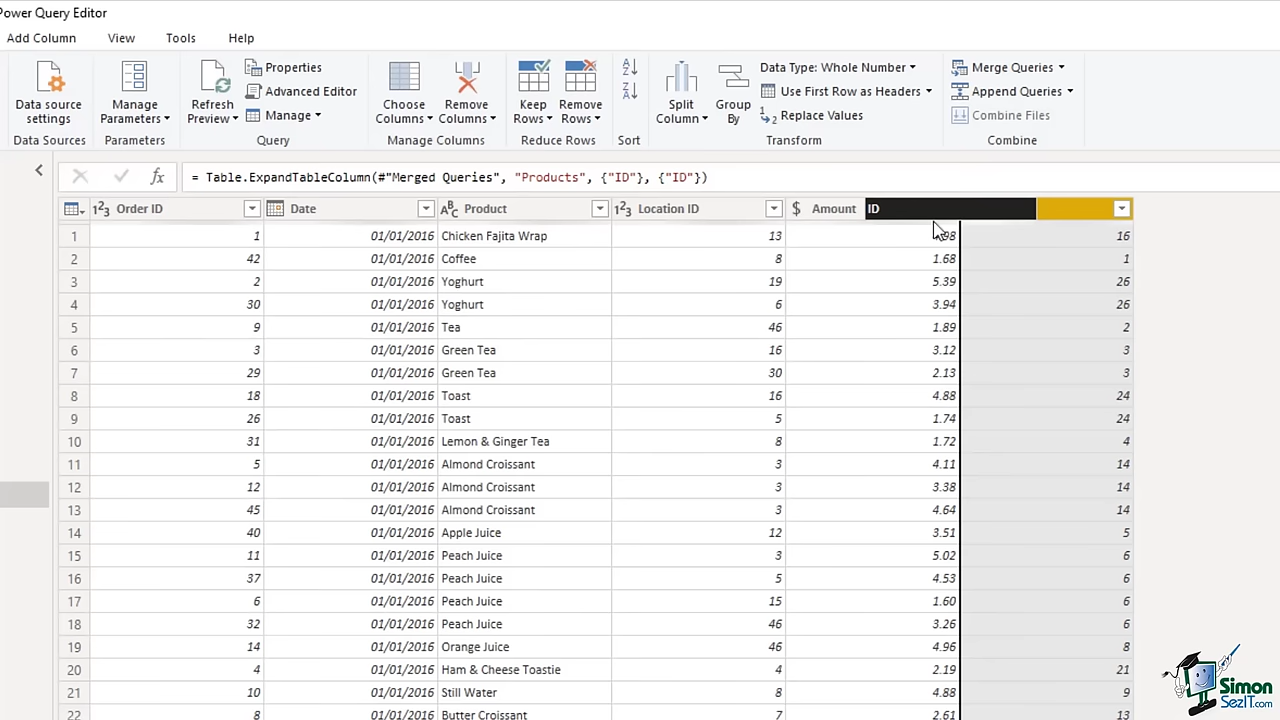 Power Query Editor
Add Column View Tools Help
Data source settings
Manage Parameters
Refresh Preview
Properties
Advanced Editor
Manage
Choose Columns
Remove Columns
Keep Rows
Remove Rows
Split Column
Group By
Data Type: Whole Number
Use First Row as Headers
Replace Values
Merge Queries
Append Queries
Combine Files
Data Sources Parameters Query Manage Columns Reduce Rows Sort Transform Combine
fx = Table.ExpandTableColumn(#"Merged Queries", "Products", {"ID"}, {"ID"})
123 Order ID Date ABC Product 123 Location ID $ Amount ID
1 1 01/01/2016 Chicken Fajita Wrap 13 98 16
2 42 01/01/2016 Coffee 8 1.68 1
3 2 01/01/2016 Yoghurt 19 5.39 26
4 30 01/01/2016 Yoghurt 6 3.94 26
5 9 01/01/2016 Tea 46 1.89 2
6 3 01/01/2016 Green Tea 16 3.12 3
7 29 01/01/2016 Green Tea 30 2.13 3
8 18 01/01/2016 Toast 16 4.88 24
9 26 01/01/2016 Toast 5 1.74 24
10 31 01/01/2016 Lemon & Ginger Tea 8 1.72 4
11 5 01/01/2016 Almond Croissant 3 4.11 14
12 12 01/01/2016 Almond Croissant 3 3.38 14
13 45 01/01/2016 Almond Croissant 3 4.64 14
14 40 01/01/2016 Apple Juice 12 3.51 5
15 11 01/01/2016 Peach Juice 3 5.02 6
16 37 01/01/2016 Peach Juice 5 4.53 6
17 6 01/01/2016 Peach Juice 15 1.60 6
18 32 01/01/2016 Peach Juice 46 3.26 6
19 14 01/01/2016 Orange Juice 46 4.96 8
20 4 01/01/2016 Ham & Cheese Toastie 4 2.19 21
21 10 01/01/2016 Still Water 8 4.88 9
22 8 01/01/2016 Butter Croissant 7 2.61 13
Simon
SezIT.com